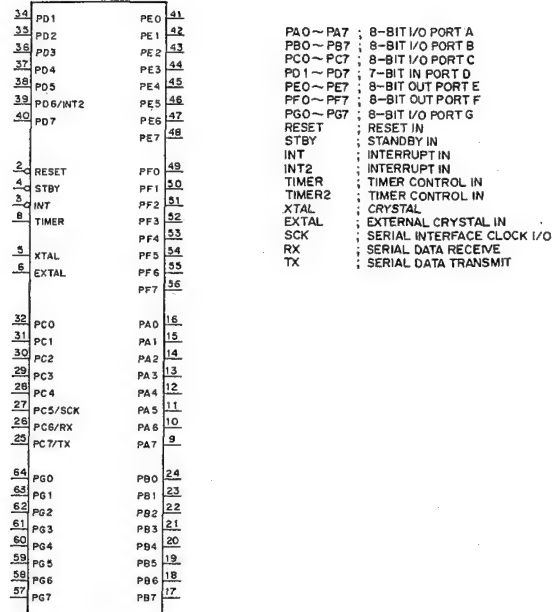 34 PD1 PE0 41
35 PD2 PE1 42
36 PD3 PE2 43
37 PD4 PE3 44
38 PD5 PE4 45
39 PD6/INT2 PE5 46
40 PD7 PE6 47
PE7 48
2 RESET PF0 49
4 STBY PF1 50
3 INT PF2 51
8 TIMER PF3 52
PF4 53
5 XTAL PF5 54
6 EXTAL PF6 55
PF7 56
32 PC0 PA0 16
31 PC1 PA1 15
30 PC2 PA2 14
29 PC3 PA3 13
28 PC4 PA4 12
27 PC5/SCK PA5 11
26 PC6/RX PA6 10
25 PC7/TX PA7 9
64 PG0 PB0 24
63 PG1 PB1 23
62 PG2 PB2 22
61 PG3 PB3 21
60 PG4 PB4 20
59 PG5 PB5 19
58 PG6 PB6 18
57 PG7 PB7 17
PA0~PA7 ; 8-BIT I/O PORT A
PB0~PB7 ; 8-BIT I/O PORT B
PC0~PC7 ; 8-BIT I/O PORT C
PD1~PD7 ; 7-BIT IN PORT D
PE0~PE7 ; 8-BIT OUT PORT E
PF0~PF7 ; 8-BIT OUT PORT F
PG0~PG7 ; 8-BIT I/O PORT G
RESET ; RESET IN
STBY ; STANDBY IN
INT ; INTERRUPT IN
INT2 ; INTERRUPT IN
TIMER ; TIMER CONTROL IN
TIMER2 ; TIMER CONTROL IN
XTAL ; CRYSTAL
EXTAL ; EXTERNAL CRYSTAL IN
SCK ; SERIAL INTERFACE CLOCK I/O
RX ; SERIAL DATA RECEIVE
TX ; SERIAL DATA TRANSMIT